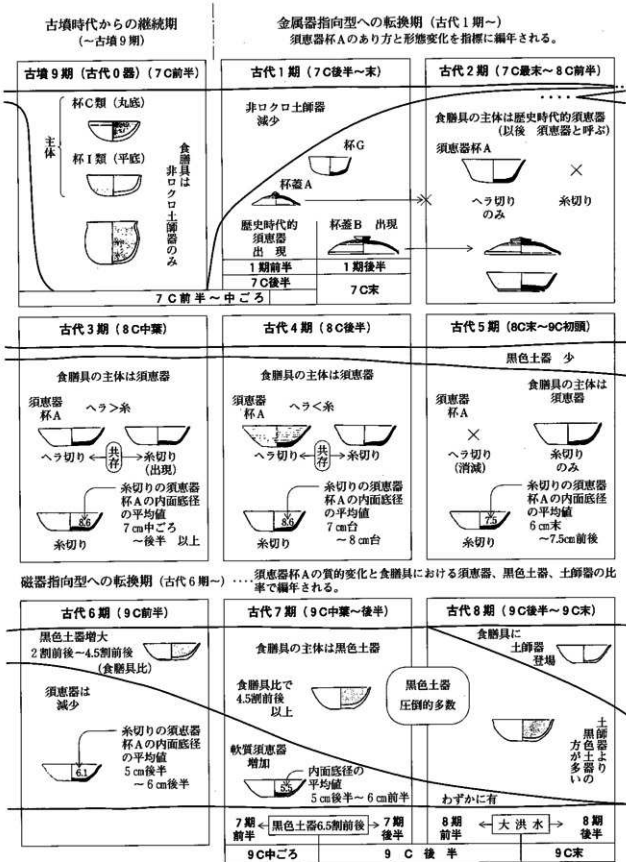 古墳時代からの継続期
(〜古墳9期)
金属器指向型への転換期(古代1期〜)
須恵器杯Aのあり方と形態変化を指標に編年される。
古墳9期(古代0器)(7C前半)
杯C類(丸底)
主体
杯I類(平底)
食膳具は
非ロクロ土師器のみ
古代1期(7C後半〜末)
非ロクロ土師器
減少
杯G
杯蓋A
歴史時代的
須恵器
出現
杯蓋B 出現
1期前半
1期後半
7C後半
7C末
7C前半〜中ごろ
古代2期(7C最末〜8C前半)
食膳具の主体は歴史時代的須恵器
(以後 須恵器と呼ぶ)
須恵器杯A
×
ヘラ切り
のみ
糸切り
×
古代3期(8C中葉)
食膳具の主体は須恵器
須恵器
杯A
ヘラ>糸
ヘラ切り
共存
糸切り
(出現)
糸切りの須恵器
杯Aの内面底径
の平均値
7㎝中ごろ
〜後半 以上
8.6
糸切り
古代4期(8C後半)
食膳具の主体は須恵器
須恵器
杯A
ヘラ<糸
ヘラ切り
共存
糸切り
糸切りの須恵器
杯Aの内面底径
の平均値
7㎝台
〜8㎝台
8.6
糸切り
古代5期(8C末〜9C初頭)
黒色土器 少
食膳具の主体は
須恵器
須恵器
杯A
×
ヘラ切り
(消滅)
糸切り
のみ
糸切りの須恵器
杯Aの内面底径
の平均値
6㎝末
〜7.5㎝前後
7.5
糸切り
磁器指向型への転換期(古代6期〜)‥‥須恵器杯Aの質的変化と食膳具における須恵器、黒色土器、土師器の比
率で編年される。
古代6期(9C前半)
黒色土器増大
2割前後〜4.5割前後
(食膳具比)
須恵器は
減少
糸切りの須恵器
杯Aの内面底径
の平均値
5㎝後半
〜6㎝後半
6.1
古代7期(9C中葉〜後半)
食膳具の主体は黒色土器
食膳具比で
4.5割前後
以上
黒色土器
圧倒的多数
軟質須恵器
増加
内面底径の
平均値
5㎝後半〜6㎝前半
5.5
古代8期(9C後半〜9C末)
食膳具に
土師器
登場
土師器より
黒色土器の
方が多い
わずかに有
7期
前半
黒色土器6.5割前後
7期
後半
8期
前半
大洪水
8期
後半
9C中ごろ
9C後半
9C末